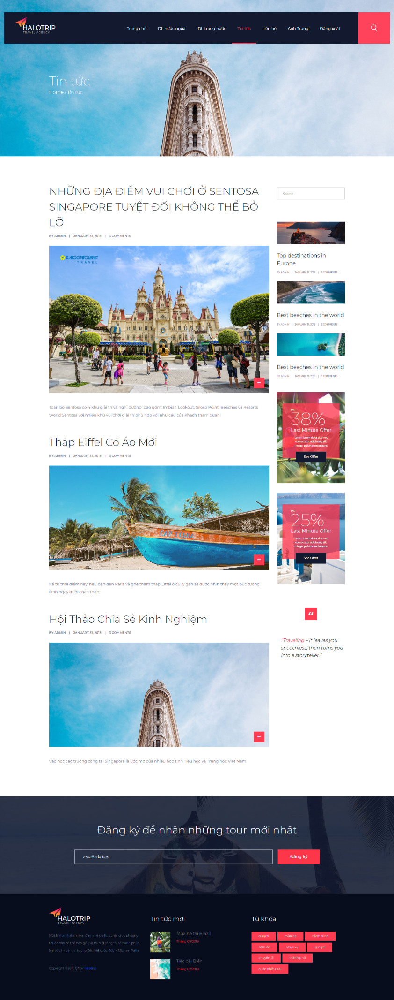 HALOTRIP
TRAVEL AGENCY
Trang chủ
DL nước ngoài
DL trong nước
Tin tức
Liên hệ
Anh Trung
Đăng xuất
Tin tức
Home / Tin tức
NHỮNG ĐỊA ĐIỂM VUI CHƠI Ở SENTOSA
SINGAPORE TUYỆT ĐỐI KHÔNG THỂ BỎ
LỠ
BY ADMIN | JANUARY 31, 2018 | 3 COMMENTS
SAIGONTOURIST
TRAVEL
+
Toàn bộ Sentosa có 4 khu giải trí và nghỉ dưỡng, bao gồm: Imbiah Lookout, Siloso Point, Beaches và Resorts
World Sentosa với nhiều khu vui chơi giải trí phù hợp với nhu cầu của khách tham quan.
Tháp Eiffel Có Áo Mới
BY ADMIN | JANUARY 31, 2018 | 3 COMMENTS
+
Kể từ thời điểm này, nếu bạn đến Paris và ghé thăm tháp Eiffel ở cự ly gần sẽ được nhìn thấy một bức tường
kính ngay dưới chân tháp.
Hội Thảo Chia Sẻ Kinh Nghiệm
BY ADMIN | JANUARY 31, 2018 | 3 COMMENTS
+
Vào học các trường công tại Singapore là ước mơ của nhiều học sinh Tiểu học và Trung học Việt Nam.
Search
Top destinations in
Europe
BY ADMIN | JANUARY 31, 2018 | 3 COMMENTS
Best beaches in the world
BY ADMIN | JANUARY 31, 2018 | 3 COMMENTS
Best beaches in the world
BY ADMIN | JANUARY 31, 2018 | 3 COMMENTS
BALI
38%
Last Minute Offer
Lorem ipsum dolor sit amet,
consectetur adipiscing elit.
Integer pulvinar sed mauris.
See Offer
BALI
25%
Last Minute Offer
Lorem ipsum dolor sit amet,
consectetur adipiscing elit.
Integer pulvinar sed mauris.
See Offer
“
“Traveling – it leaves you
speechless, then turns you
into a storyteller.”
Đăng ký để nhận những tour mới nhất
Email của bạn
Đăng ký
HALOTRIP
TRAVEL AGENCY
Một khi bị nhiễm niềm đam mê du lịch, chẳng có phương
thuốc nào có thể hóa giải, và tôi biết rằng tôi sẽ hạnh phúc
khi có căn bệnh này cho đến hết cuộc đời.” – Michael Palin
Copyright ©2018 ♡ by Halotrip
Tin tức mới
Mùa hè tại Brazil
Tháng 09/2019
Tiệc bãi Biển
Tháng 02/2019
Từ khóa
du lịch
mùa hè
hành trình
bờ biển
phục vụ
kỳ nghỉ
chuyến đi
thành phố
cuộc phiêu lưu